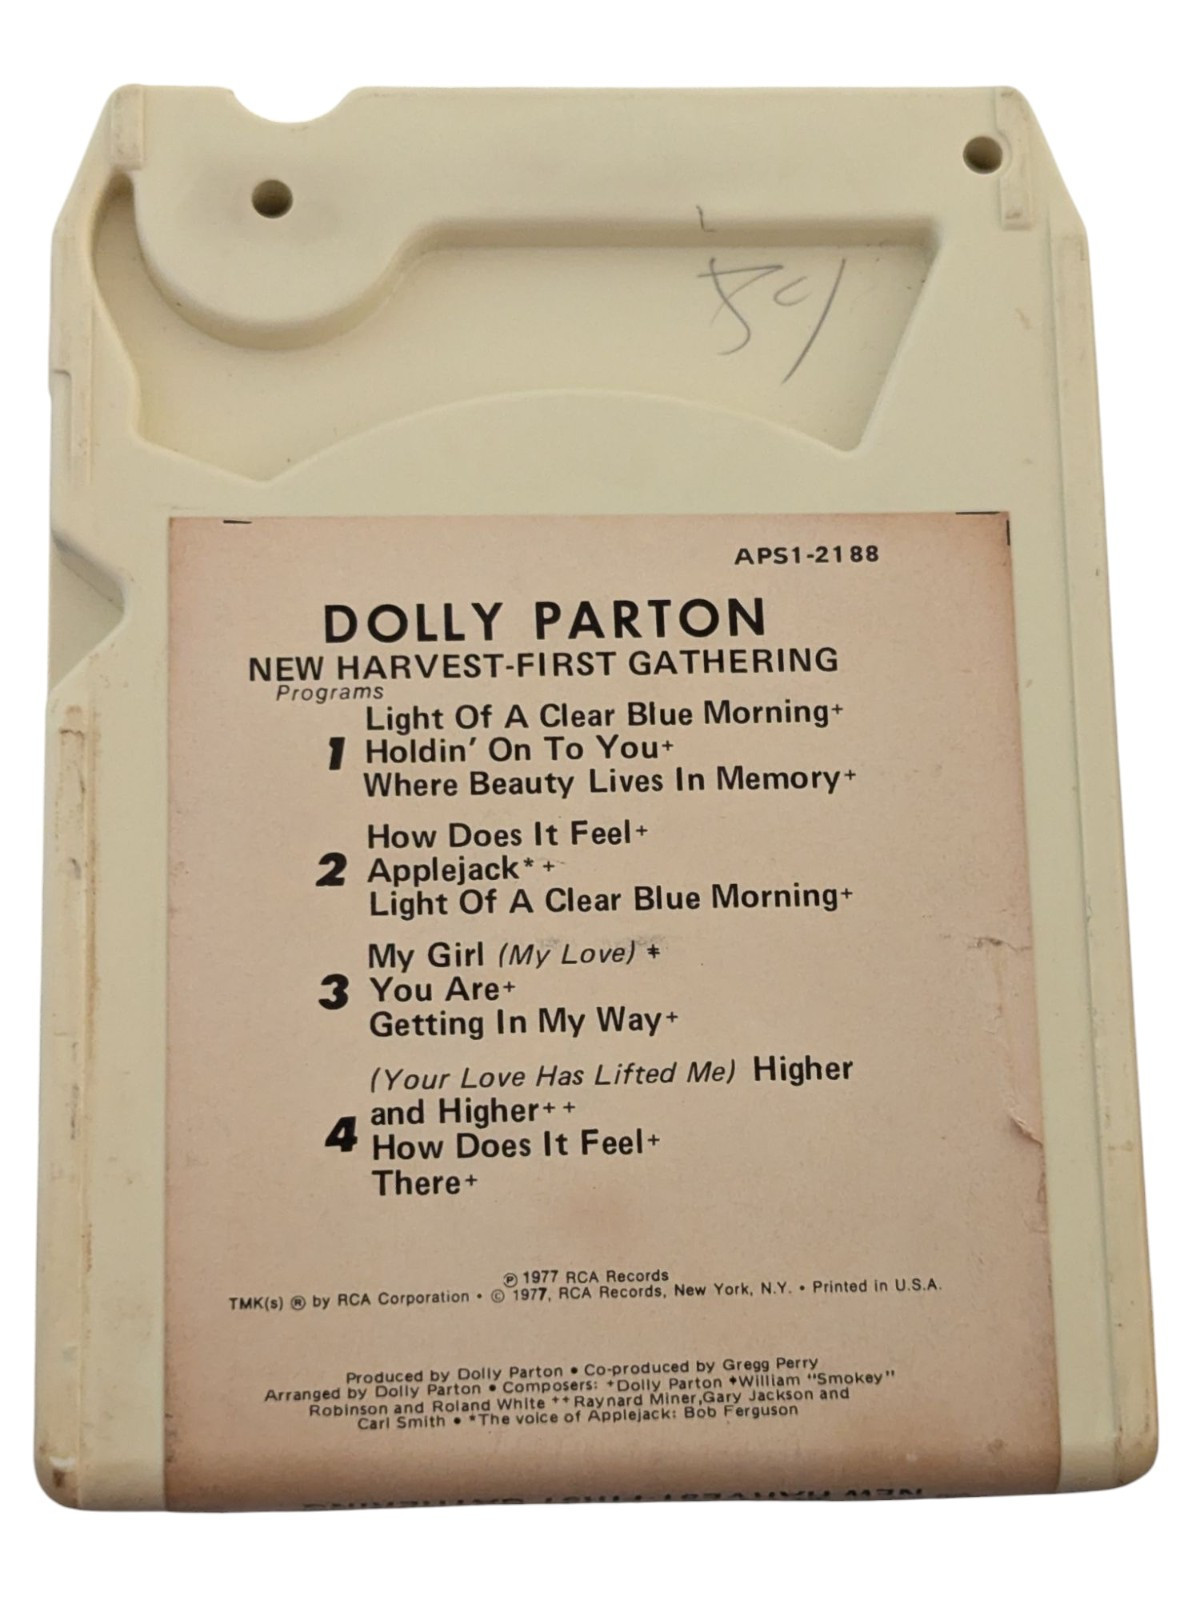 APS1-2188
DOLLY PARTON
NEW HARVEST-FIRST GATHERING
Programs
Light Of A Clear Blue Morning+
1 Holdin' On To You+
Where Beauty Lives In Memory+
How Does It Feel+
2 Applejack*+
Light Of A Clear Blue Morning+
My Girl (My Love) ⬥
3 You Are+
Getting In My Way+
(Your Love Has Lifted Me) Higher
and Higher++
4 How Does It Feel+
There+
℗ 1977 RCA Records
TMK(s) ® by RCA Corporation • © 1977, RCA Records, New York, N.Y. • Printed in U.S.A.
Produced by Dolly Parton • Co-produced by Gregg Perry
Arranged by Dolly Parton • Composers: +Dolly Parton ⬥William "Smokey"
Robinson and Roland White ++Raynard Miner,Gary Jackson and
Carl Smith • *The voice of Applejack: Bob Ferguson
NEW HARVEST-FIRST GATHERING